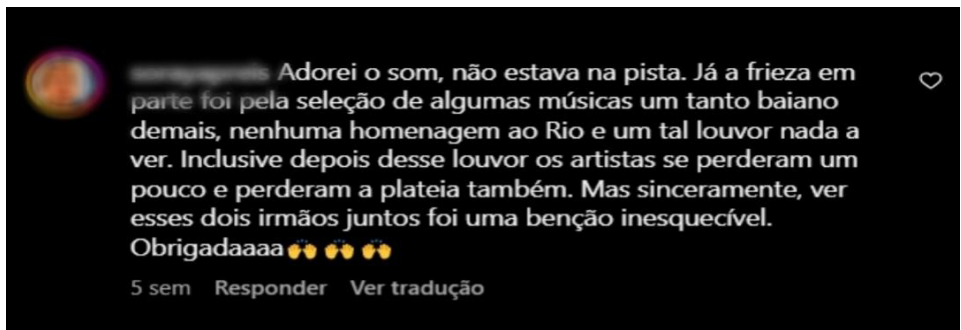 Adorei o som, não estava na pista. Já a frieza em
parte foi pela seleção de algumas músicas um tanto baiano
demais, nenhuma homenagem ao Rio e um tal louvor nada a
ver. Inclusive depois desse louvor os artistas se perderam um
pouco e perderam a plateia também. Mas sinceramente, ver
esses dois irmãos juntos foi uma benção inesquecível.
Obrigadaaaa🙌 🙌 🙌
5 sem Responder Ver tradução